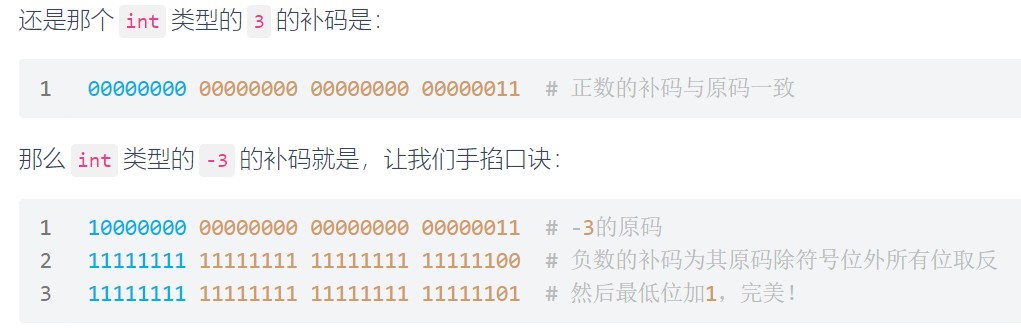 还是那个 int 类型的 3 的补码是：
1 00000000 00000000 00000000 00000011 # 正数的补码与原码一致
那么 int 类型的 -3 的补码就是，让我们手掐口诀：
1 10000000 00000000 00000000 00000011 # -3的原码
2 11111111 11111111 11111111 11111100 # 负数的补码为其原码除符号位外所有位取反
3 11111111 11111111 11111111 11111101 # 然后最低位加1，完美！